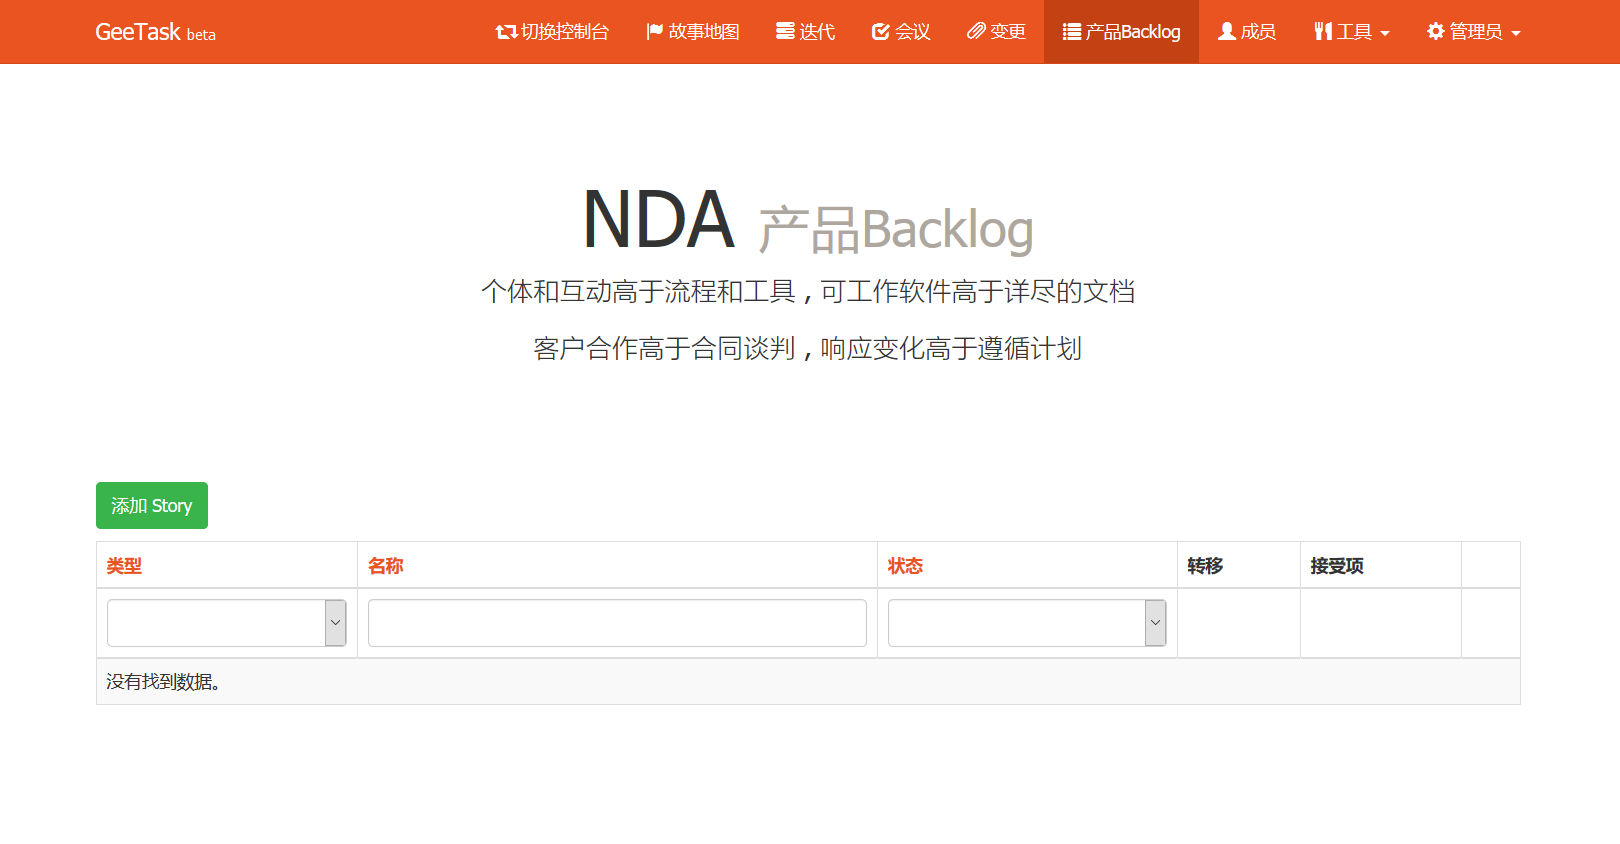 GeeTask beta 切换控制台 故事地图 迭代 会议 变更 产品Backlog 成员 工具 管理员
NDA 产品Backlog
个体和互动高于流程和工具，可工作软件高于详尽的文档
客户合作高于合同谈判，响应变化高于遵循计划
添加 Story
类型 名称 状态 转移 接受项
没有找到数据。